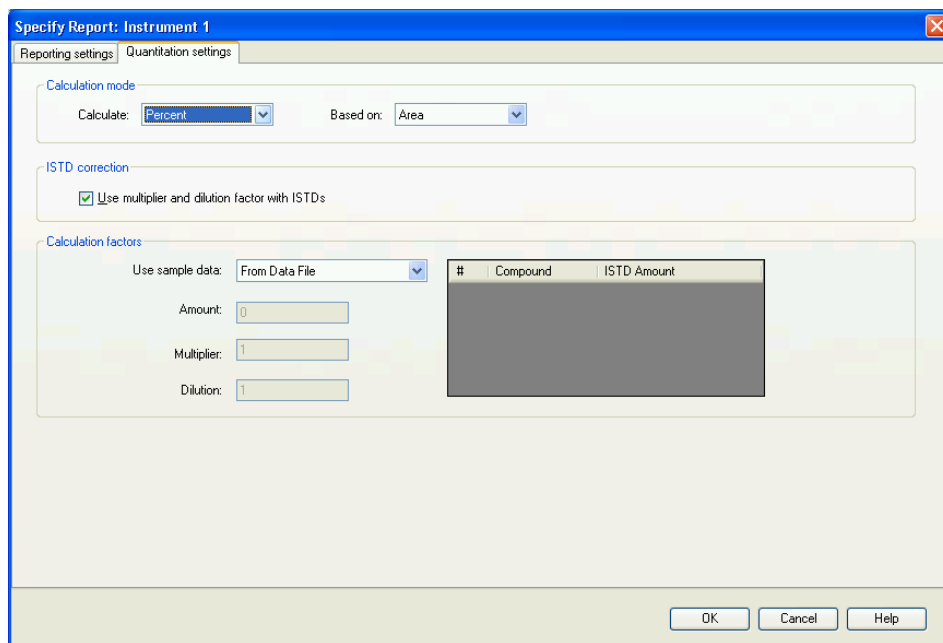 Specify Report: Instrument 1
Reporting settings Quantitation settings
Calculation mode
Calculate: Percent Based on: Area
ISTD correction
Use multiplier and dilution factor with ISTDs
Calculation factors
Use sample data: From Data File # Compound ISTD Amount
Amount: 0
Multiplier: 1
Dilution: 1
OK Cancel Help